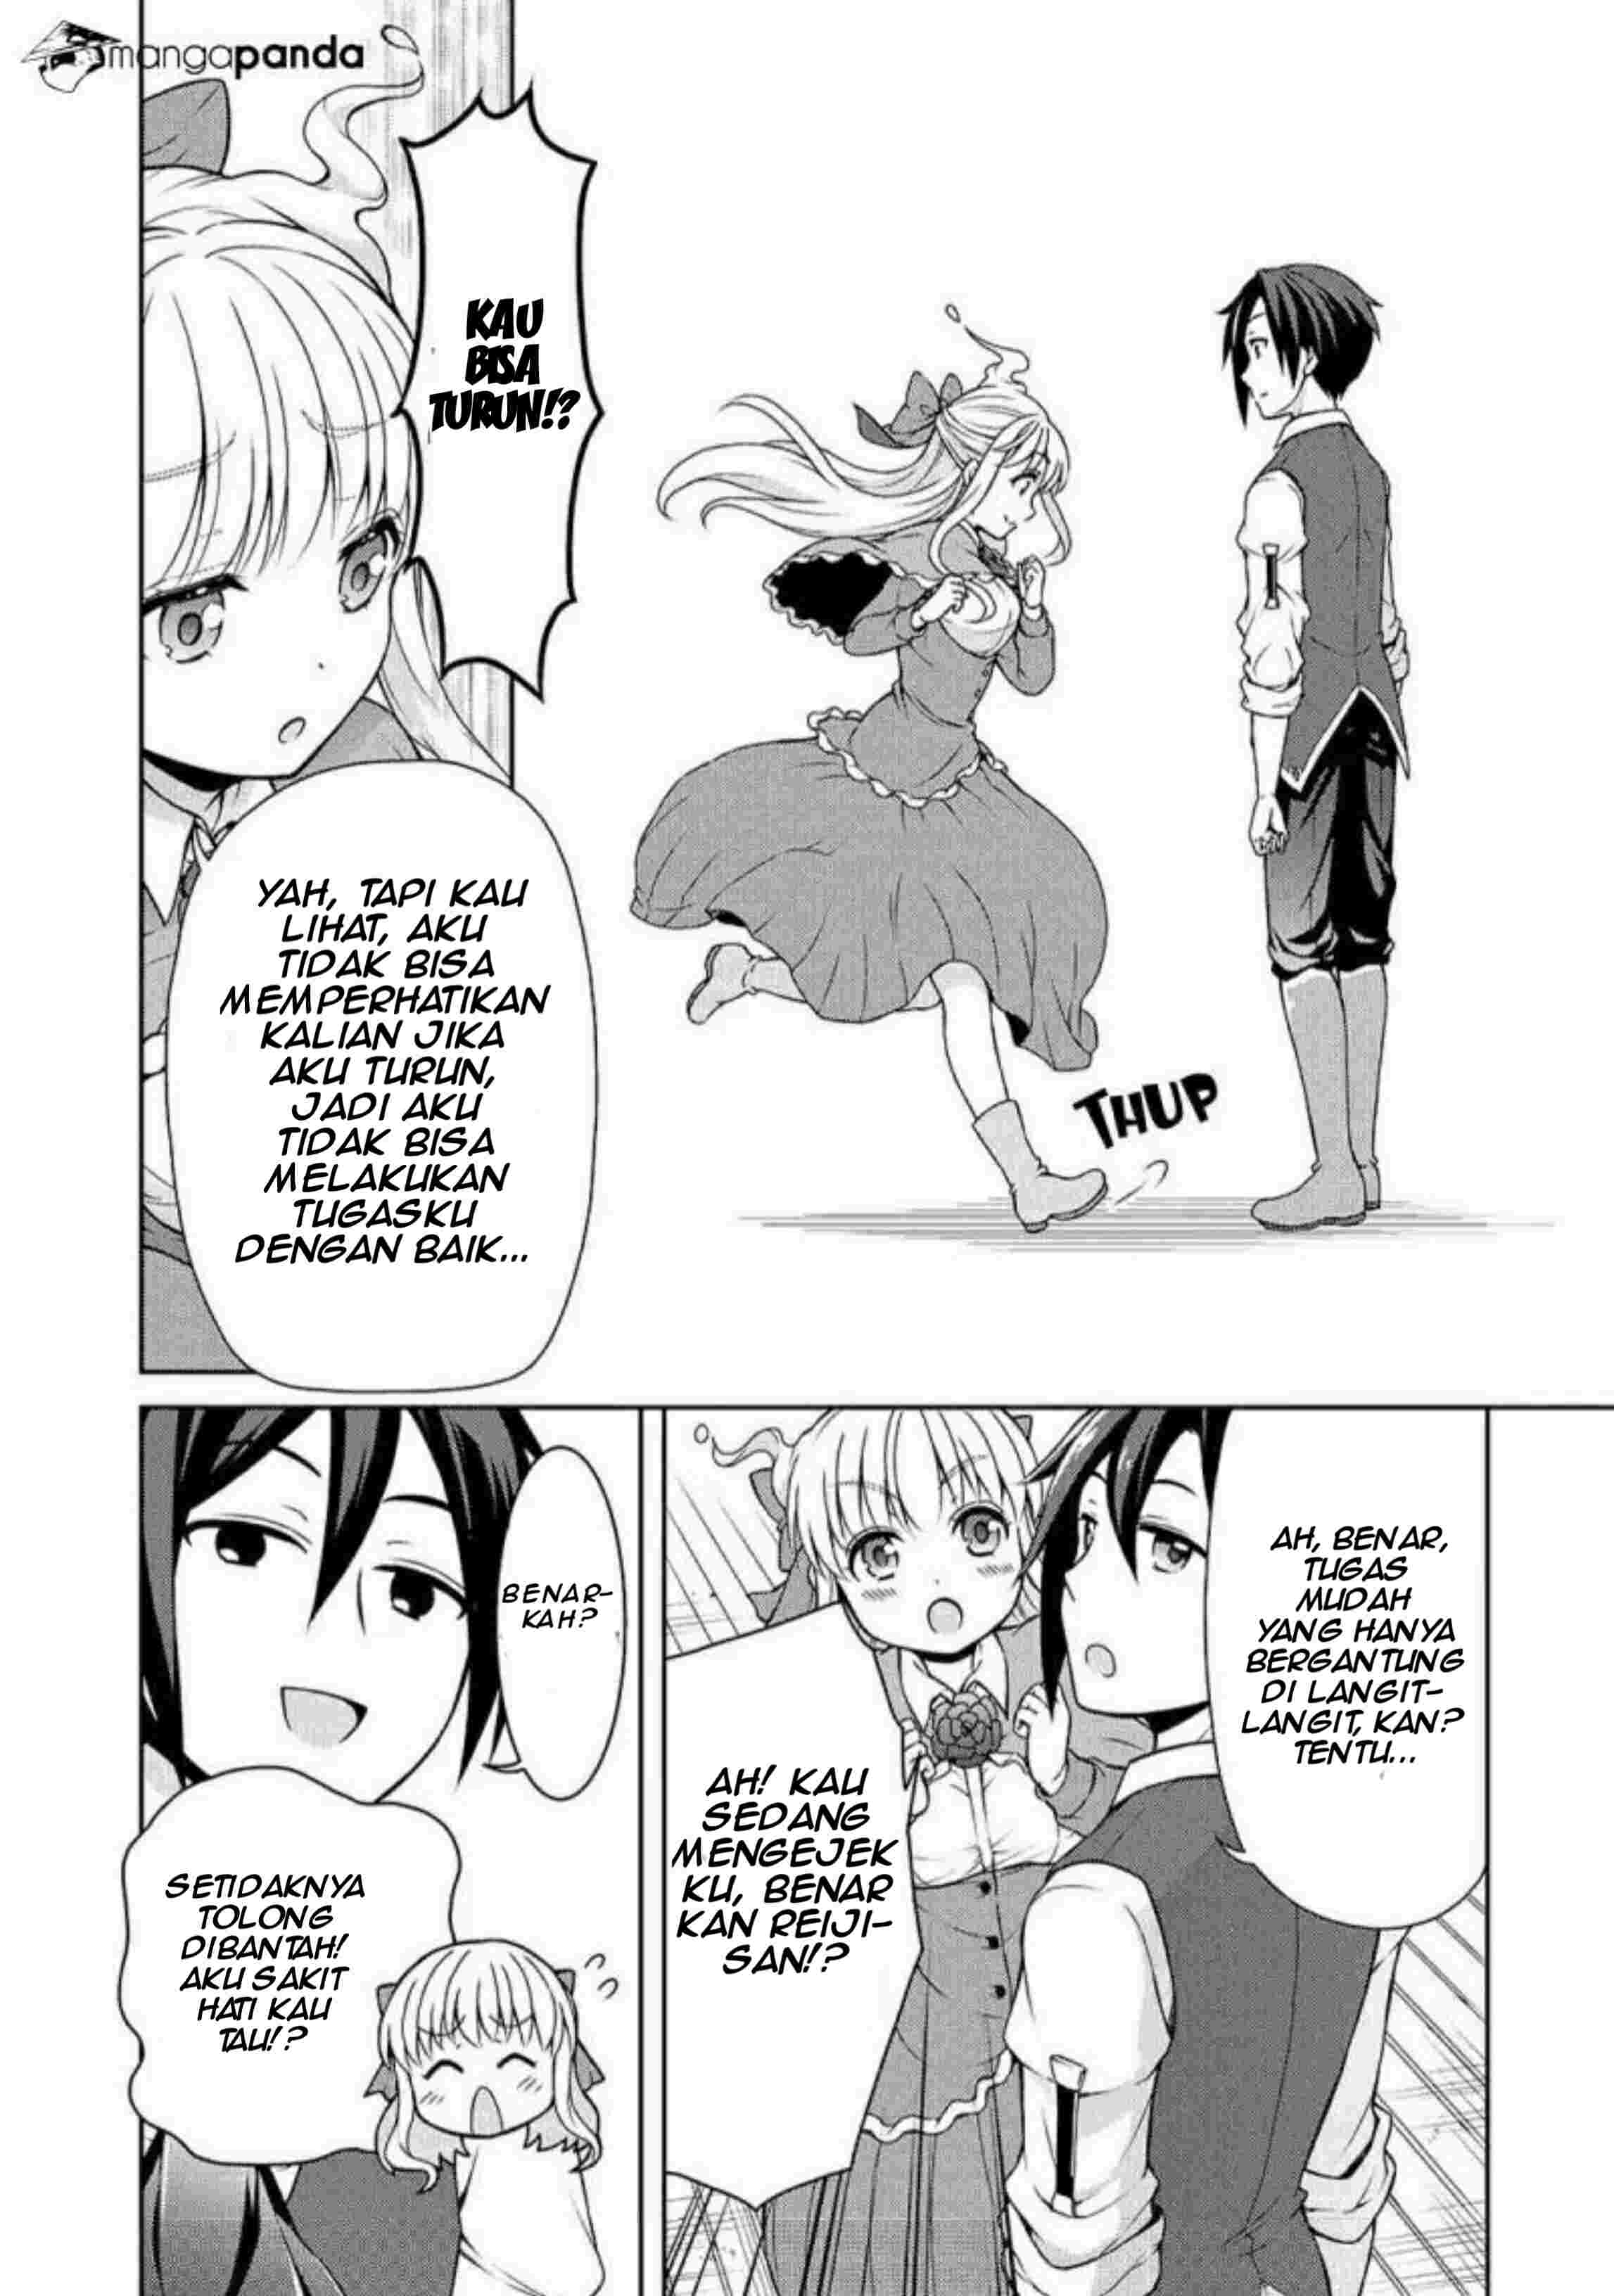 mangapanda
KAU
BISA
TURUN!?
THUP
YAH, TAPI KAU
LIHAT, AKU
TIDAK BISA
MEMPERHATIKAN
KALIAN JIKA
AKU TURUN,
JADI AKU
TIDAK BISA
MELAKUKAN
TUGASKU
DENGAN BAIK...
AH, BENAR,
TUGAS
MUDAH
YANG HANYA
BERGANTUNG
DI LANGIT-
LANGIT, KAN?
TENTU...
AH! KAU
SEDANG
MENGEJEK
KU, BENAR
KAN REIJI-
SAN!?
BENAR-
KAH?
SETIDAKNYA
TOLONG
DIBANTAH!
AKU SAKIT
HATI KAU
TAU!?